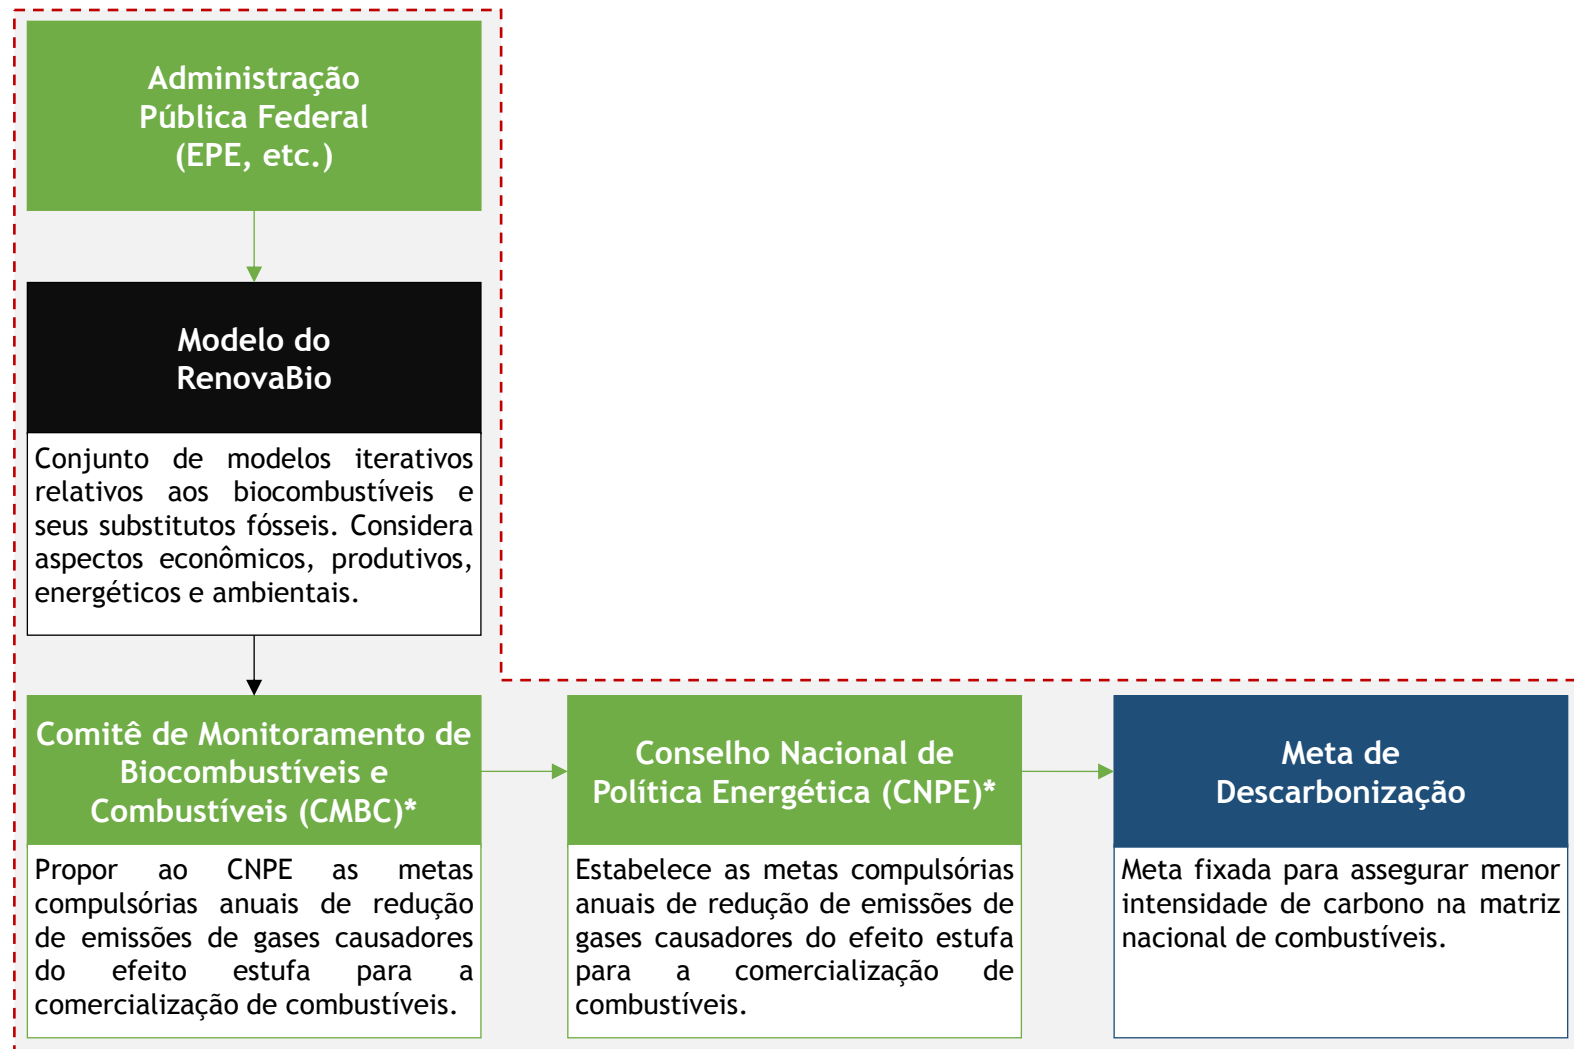 Administração
Pública Federal
(EPE, etc.)
Modelo do
RenovaBio
Conjunto de modelos iterativos
relativos aos biocombustíveis e
seus substitutos fósseis. Considera
aspectos econômicos, produtivos,
energéticos e ambientais.
Comitê de Monitoramento de
Biocombustíveis e
Combustíveis (CMBC)*
Propor ao CNPE as metas
compulsórias anuais de redução
de emissões de gases causadores
do efeito estufa para a
comercialização de combustíveis.
Conselho Nacional de
Política Energética (CNPE)*
Estabelece as metas compulsórias
anuais de redução de emissões de
gases causadores do efeito estufa
para a comercialização de
combustíveis.
Meta de
Descarbonização
Meta fixada para assegurar menor
intensidade de carbono na matriz
nacional de combustíveis.